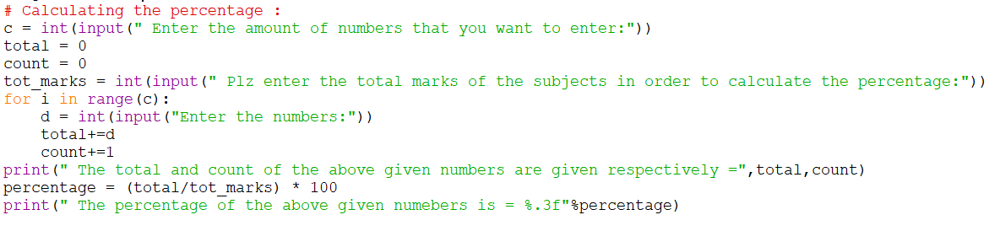 # Calculating the percentage :
c = int(input(" Enter the amount of numbers that you want to enter:"))
total = 0
count = 0
tot_marks = int(input(" Plz enter the total marks of the subjects in order to calculate the percentage:"))
for i in range(c):
    d = int(input("Enter the numbers:"))
    total+=d
    count+=1
print(" The total and count of the above given numbers are given respectively =",total,count)
percentage = (total/tot_marks) * 100
print(" The percentage of the above given numebers is = %.3f"%percentage)